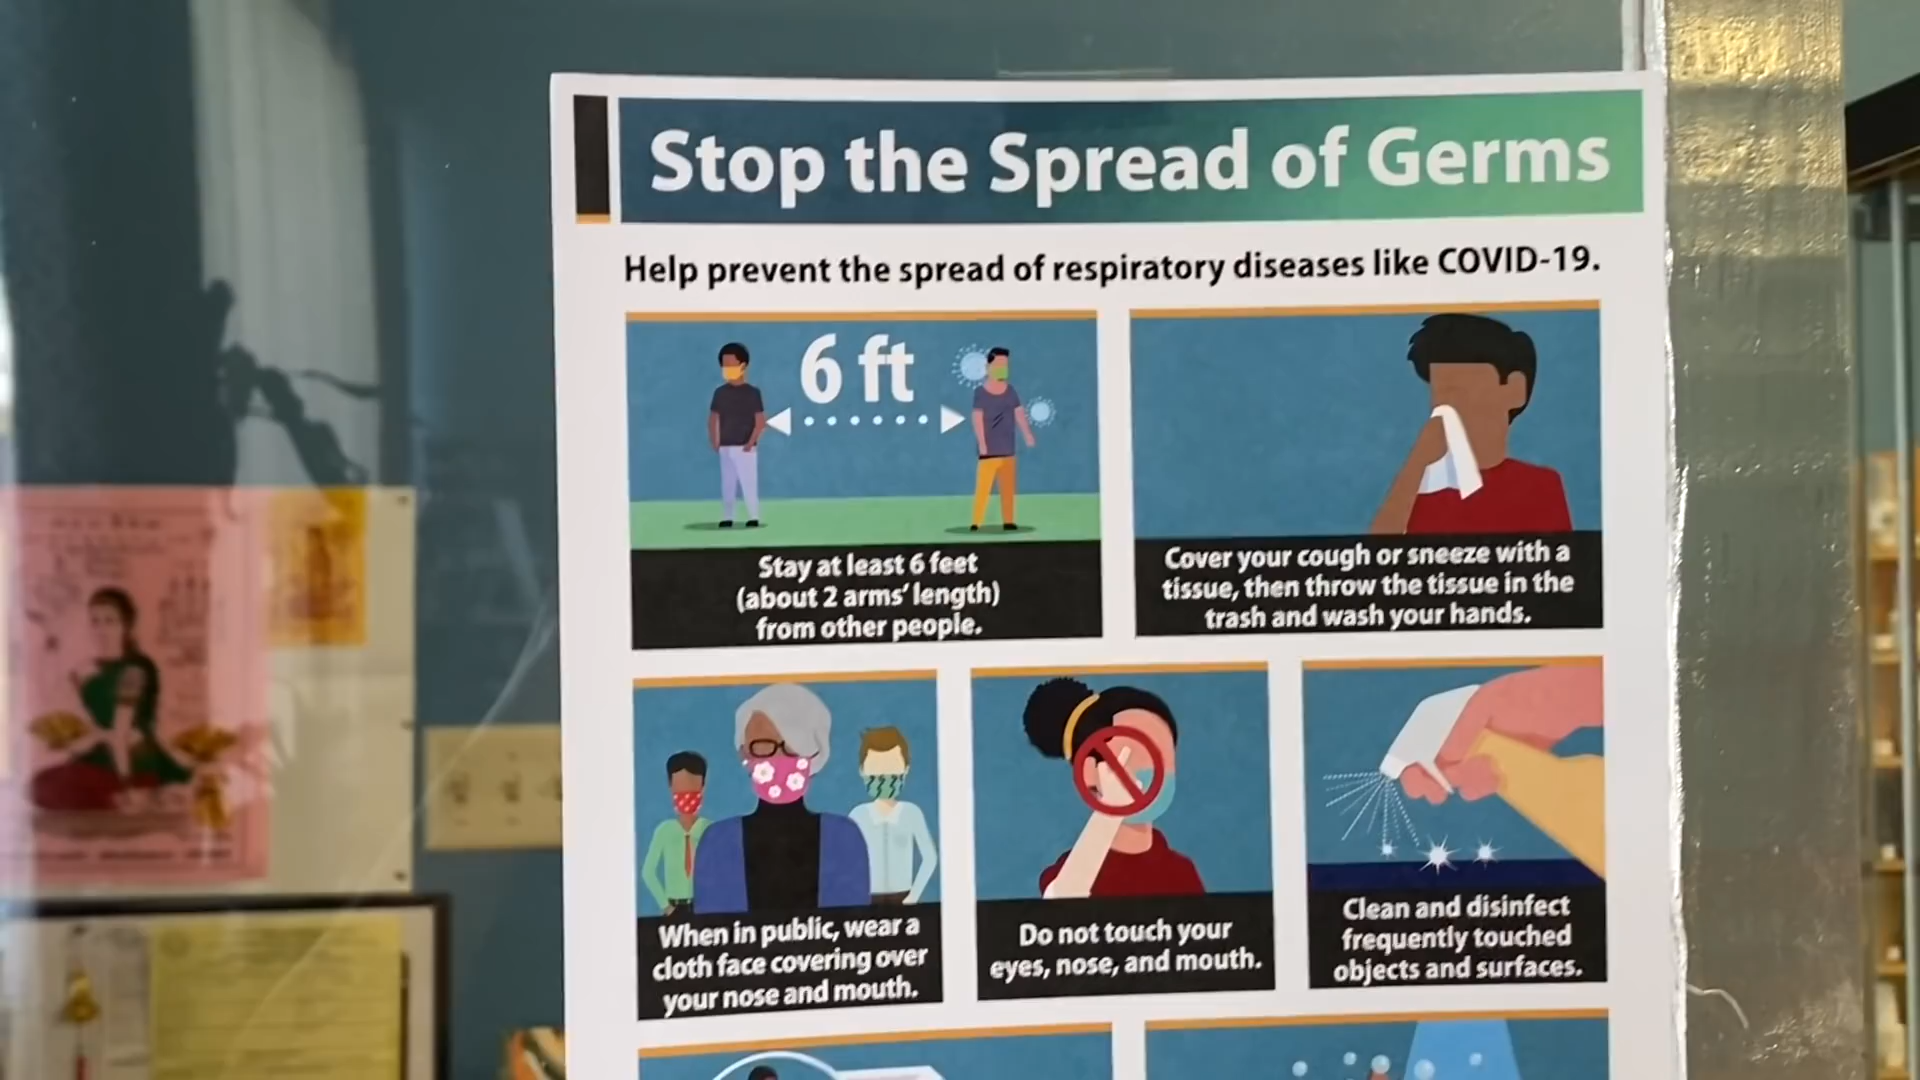 Stop the Spread of Germs
Help prevent the spread of respiratory diseases like COVID-19.
6 ft
Stay at least 6 feet
(about 2 arms' length)
from other people.
Cover your cough or sneeze with a
tissue, then throw the tissue in the
trash and wash your hands.
When in public, wear a
cloth face covering over
your nose and mouth.
Do not touch your
eyes, nose, and mouth.
Clean and disinfect
frequently touched
objects and surfaces.